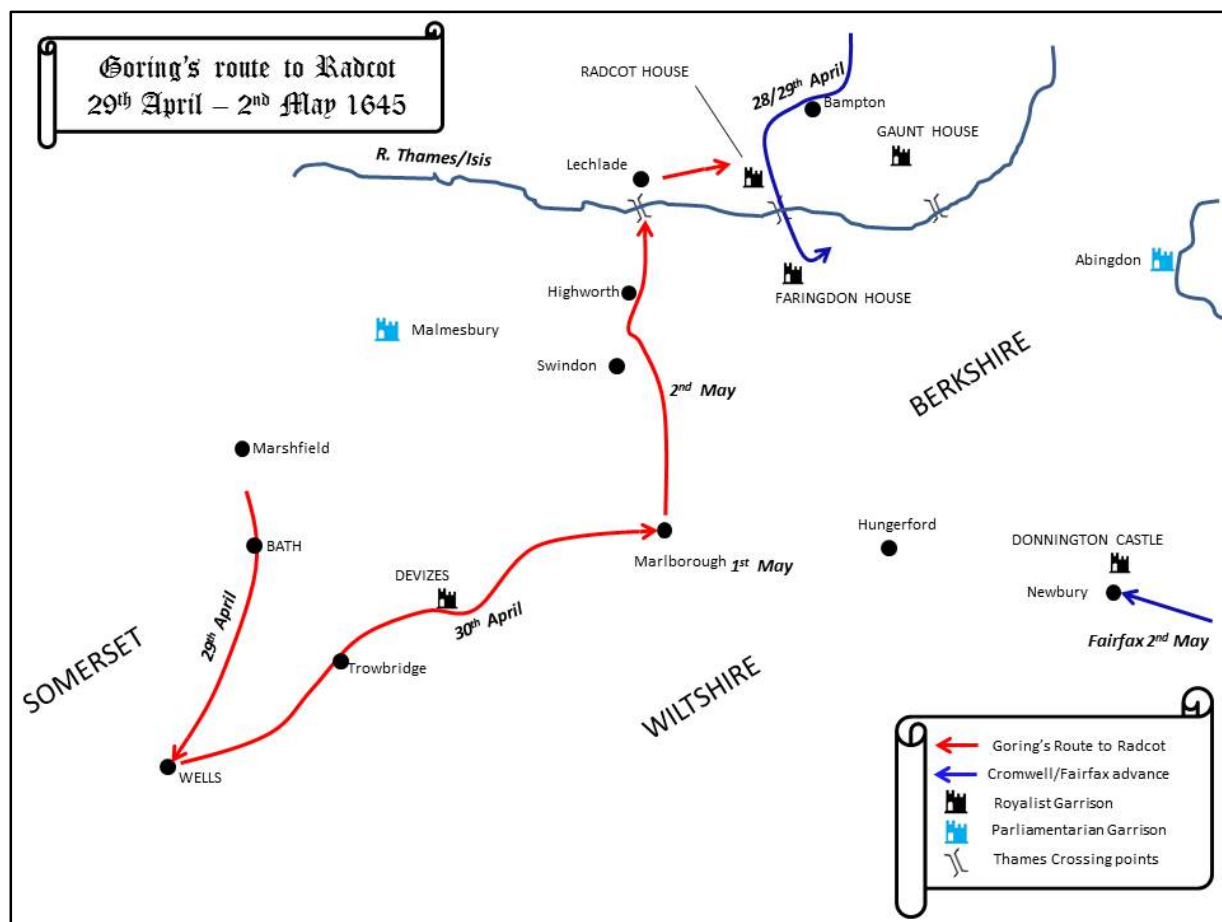 Goring's route to Radcot
29th April – 2nd May 1645
RADCOT HOUSE
28/29th April
Bampton
GAUNT HOUSE
R. Thames/Isis
Lechlade
Abingdon
Highworth
FARINGDON HOUSE
Malmesbury
Swindon
BERKSHIRE
2nd May
Marshfield
Hungerford
DONNINGTON CASTLE
BATH
Marlborough 1st May
DEVIZES
Newbury
30th April
29th April
Fairfax 2nd May
SOMERSET
Trowbridge
WILTSHIRE
WELLS
Goring's Route to Radcot
Cromwell/Fairfax advance
Royalist Garrison
Parliamentarian Garrison
Thames Crossing points